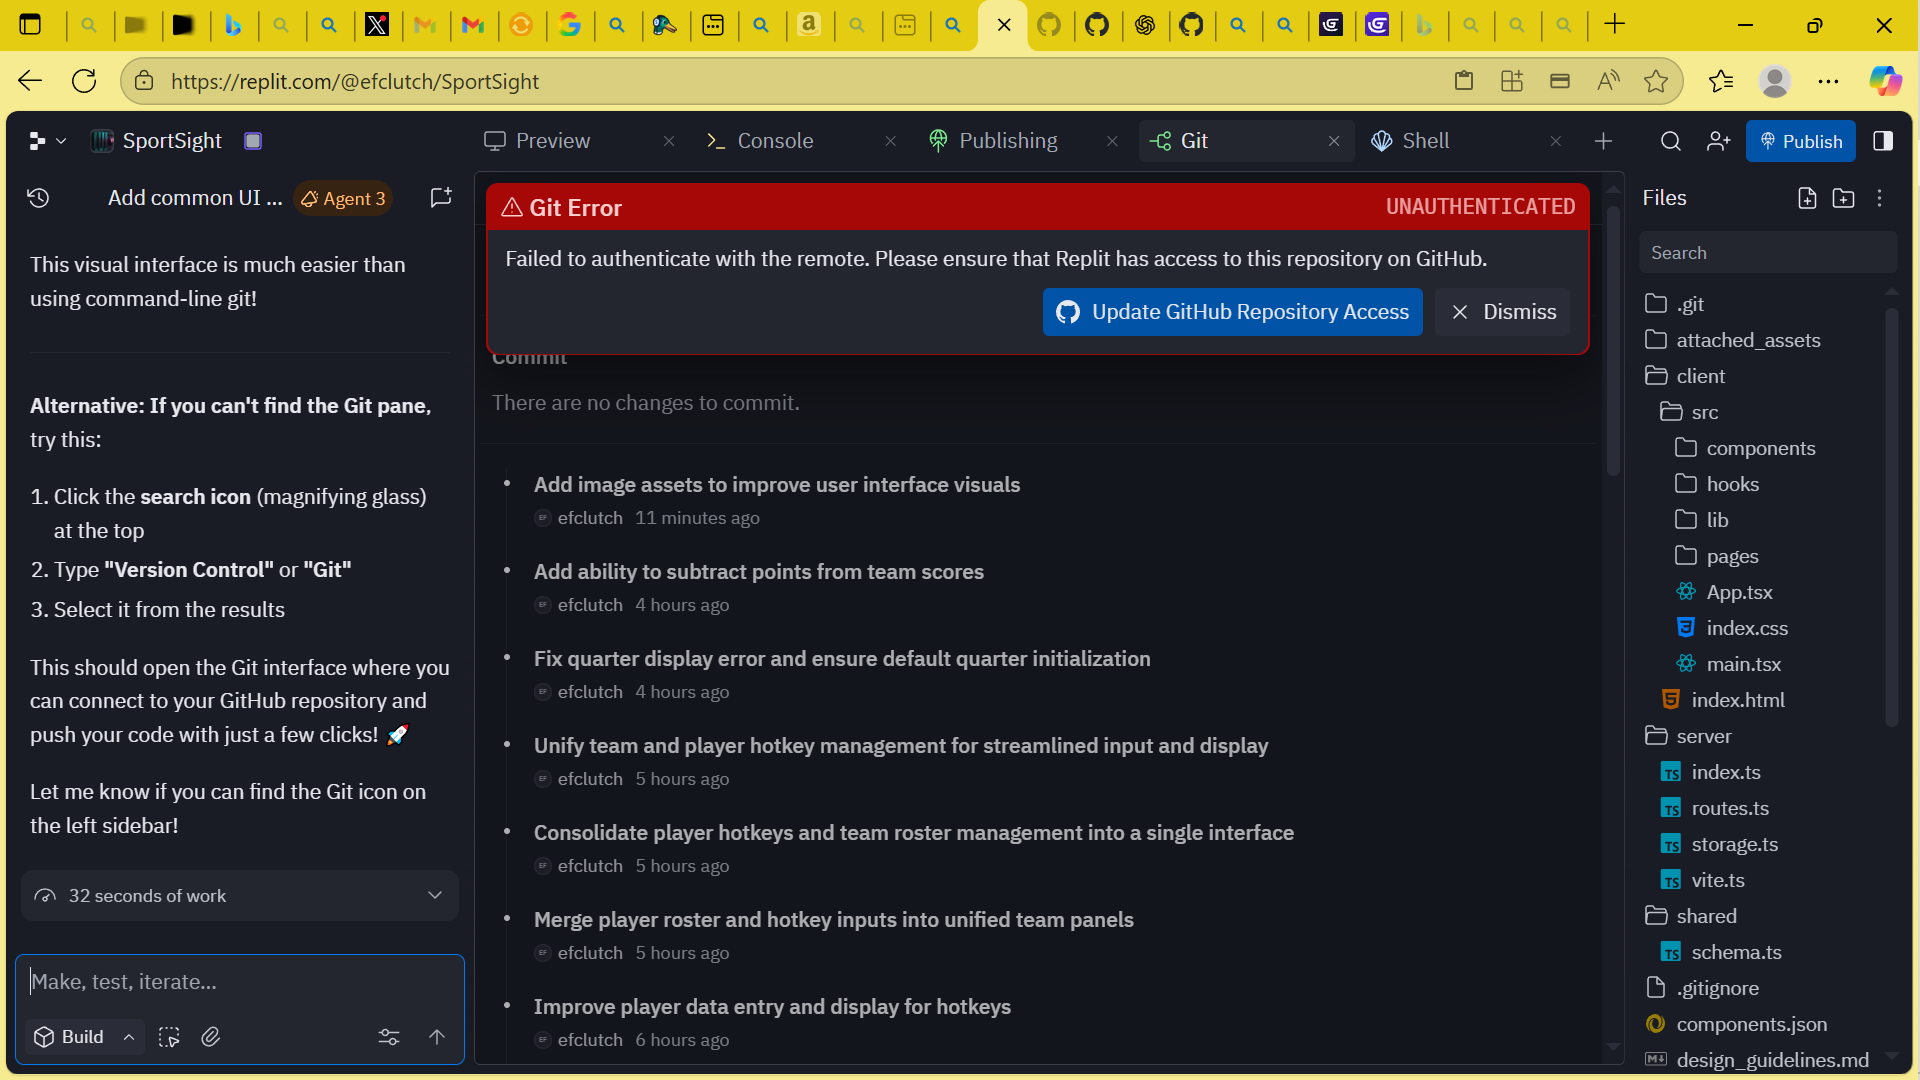 https://replit.com/@efclutch/SportSight
SportSight
Preview
Console
Publishing
Git
Shell
Publish
Add common UI ...
Agent 3
This visual interface is much easier than
using command-line git!
Alternative: If you can't find the Git pane,
try this:
1. Click the search icon (magnifying glass)
at the top
2. Type "Version Control" or "Git"
3. Select it from the results
This should open the Git interface where you
can connect to your GitHub repository and
push your code with just a few clicks! 🚀
Let me know if you can find the Git icon on
the left sidebar!
32 seconds of work
Make, test, iterate...
Build
Git Error
UNAUTHENTICATED
Failed to authenticate with the remote. Please ensure that Replit has access to this repository on GitHub.
Update GitHub Repository Access
Dismiss
Commit
There are no changes to commit.
Add image assets to improve user interface visuals
efclutch 11 minutes ago
Add ability to subtract points from team scores
efclutch 4 hours ago
Fix quarter display error and ensure default quarter initialization
efclutch 4 hours ago
Unify team and player hotkey management for streamlined input and display
efclutch 5 hours ago
Consolidate player hotkeys and team roster management into a single interface
efclutch 5 hours ago
Merge player roster and hotkey inputs into unified team panels
efclutch 5 hours ago
Improve player data entry and display for hotkeys
efclutch 6 hours ago
Files
Search
.git
attached_assets
client
src
components
hooks
lib
pages
App.tsx
index.css
main.tsx
index.html
server
index.ts
routes.ts
storage.ts
vite.ts
shared
schema.ts
.gitignore
components.json
design_guidelines.md